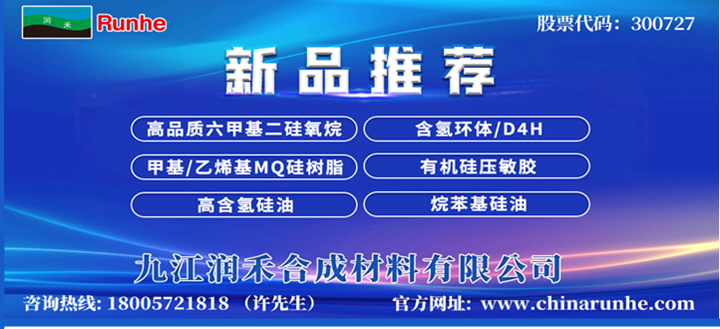 润禾 Runhe 股票代码：300727
新品推荐
高品质六甲基二硅氧烷 含氢环体/D4H
甲基/乙烯基MQ硅树脂 有机硅压敏胶
高含氢硅油 烷苯基硅油
九江润禾合成材料有限公司
咨询热线: 18005721818 （许先生） 官方网址: www.chinarunhe.com